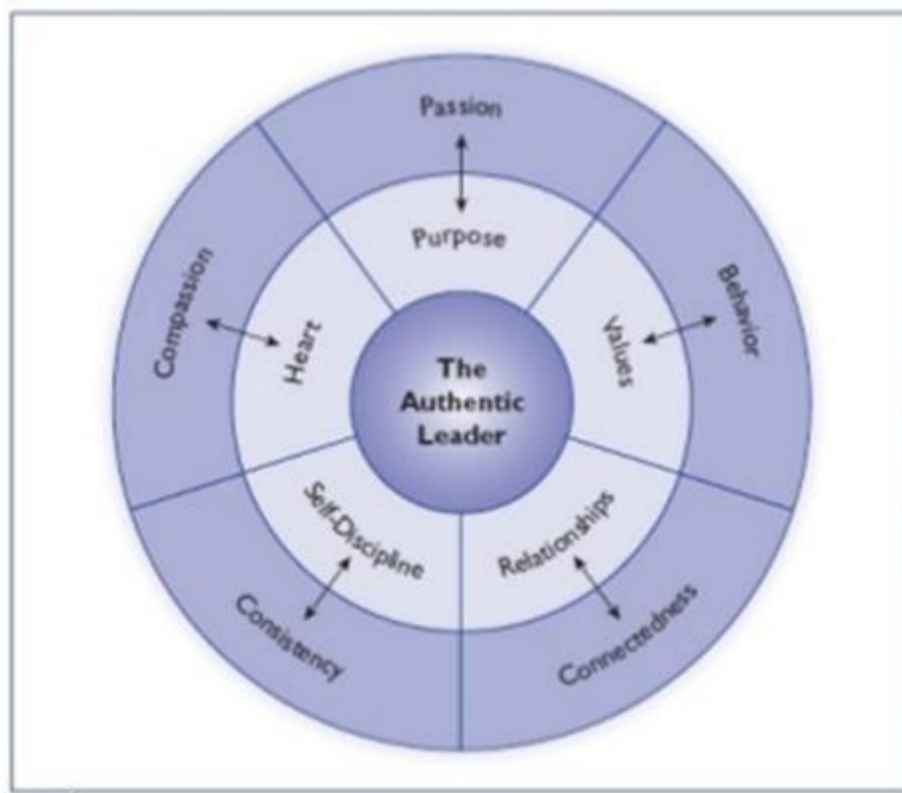 Passion
Purpose
Behavior
Values
Compassion
Heart
The
Authentic
Leader
Self-Discipline
Relationships
Consistency
Connectedness